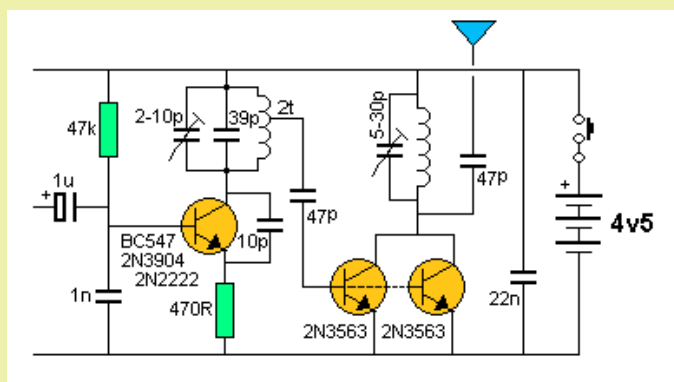 2-10p
39p
2t
5-30p
47k
1u
+
47p
47p
+
4v5
BC547
2N3904
2N2222
10p
1n
470R
22n
2N3563
2N3563